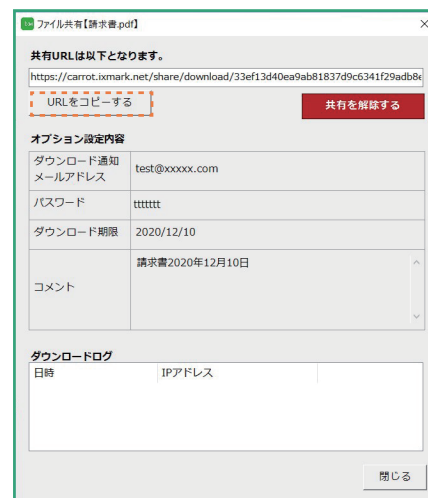 ファイル共有【請求書.pdf】
共有URLは以下となります。
https://carrot.ixmark.net/share/download/33ef13d40ea9ab81837d9c6341f29adb8e
URLをコピーする
共有を解除する
オプション設定内容
ダウンロード通知
メールアドレス
test@xxxxx.com
パスワード
ttttttt
ダウンロード期限
2020/12/10
コメント
請求書2020年12月10日
ダウンロードログ
日時
IPアドレス
閉じる